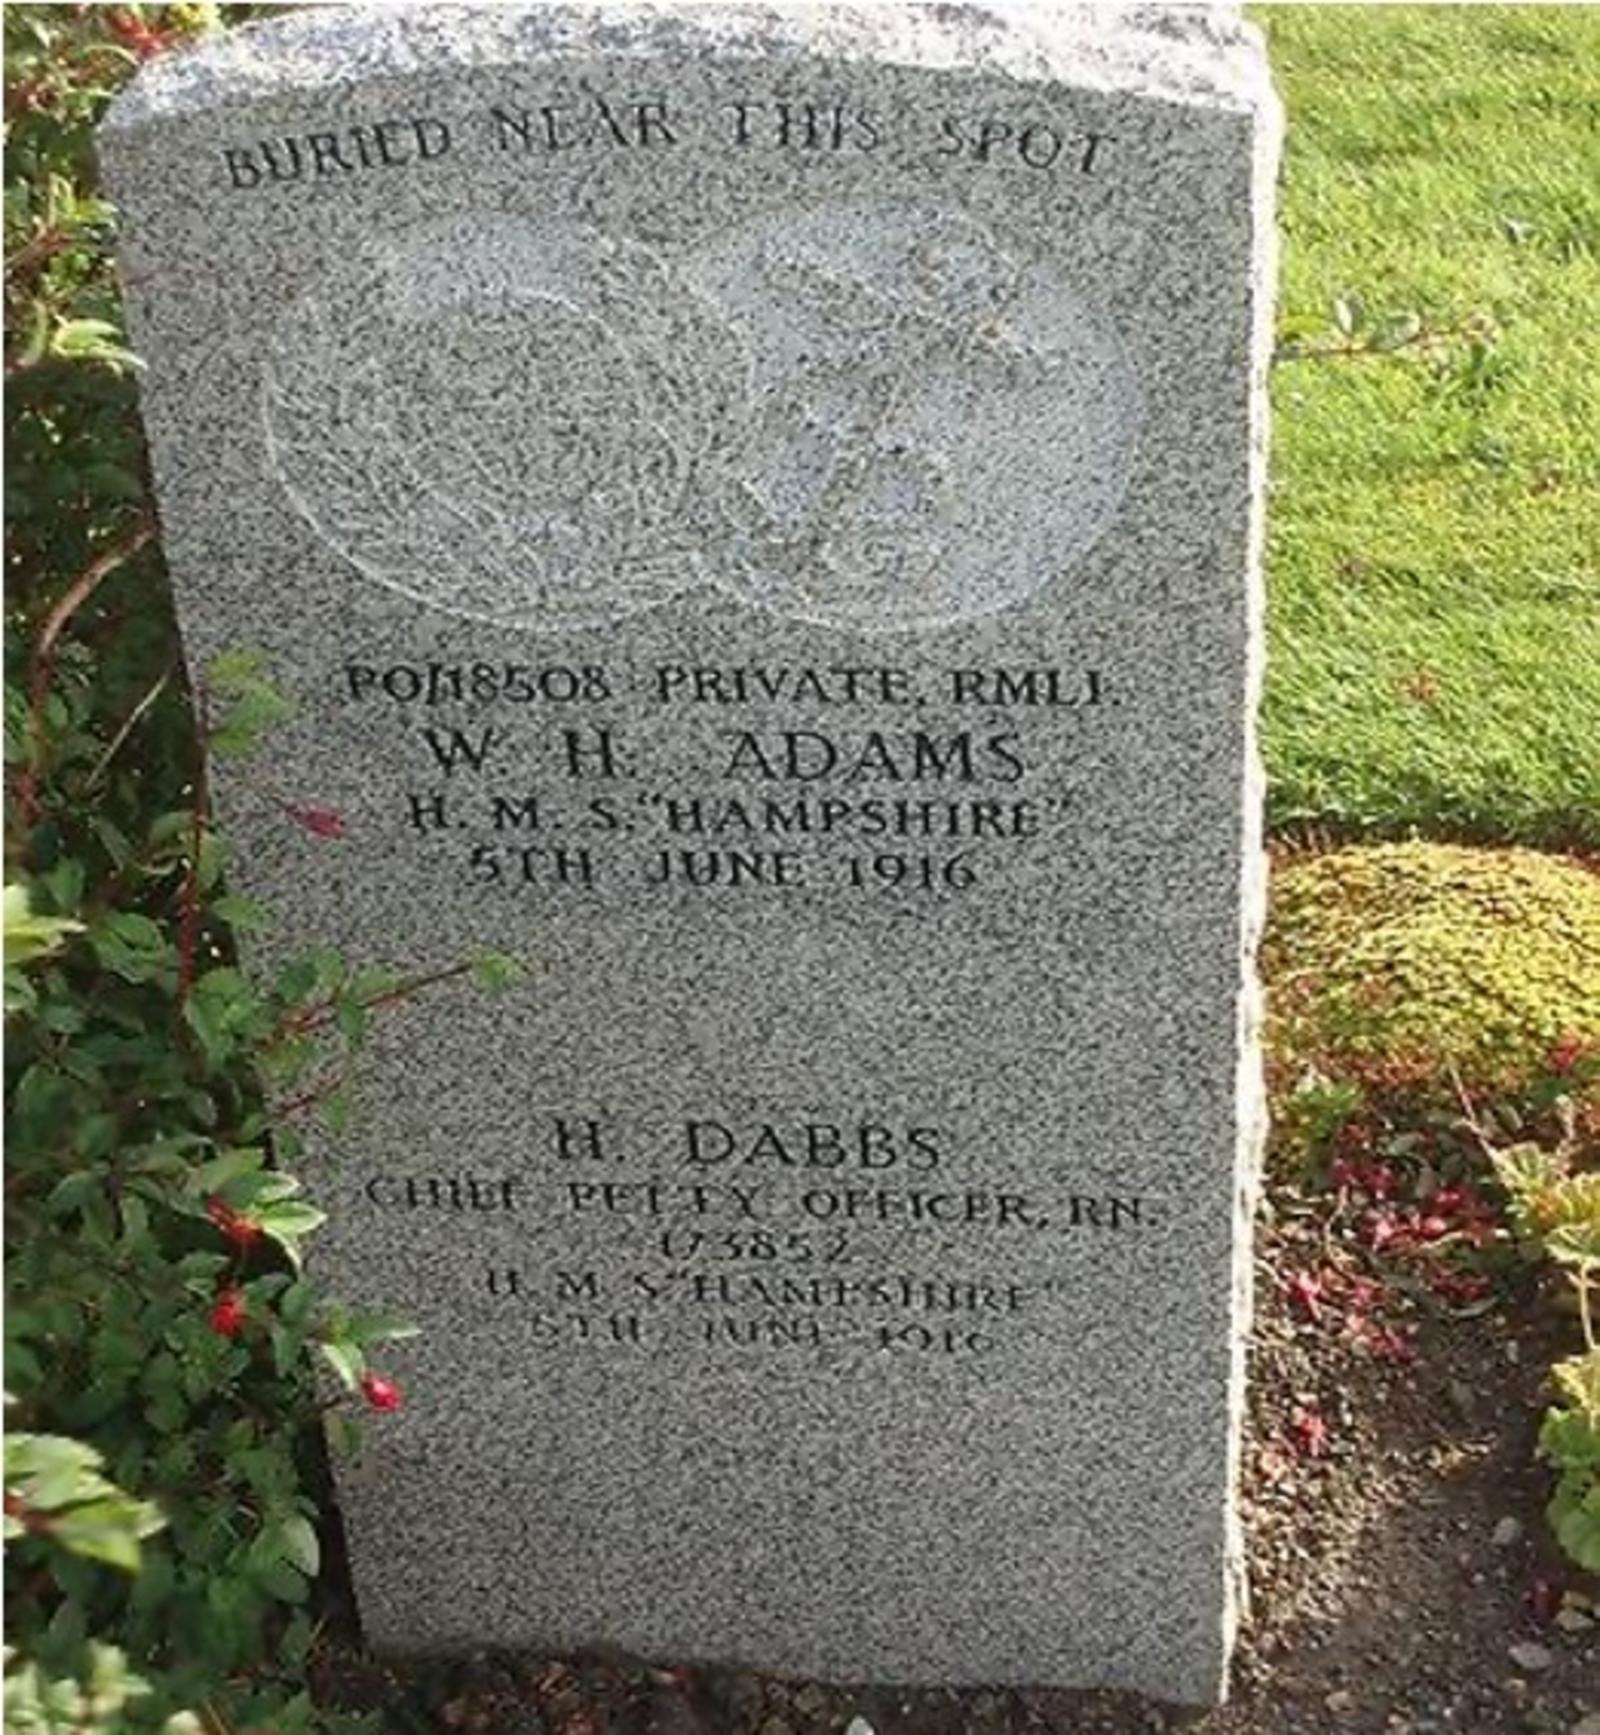 BURIED NEAR THIS SPOT
PO/18508 PRIVATE, RMLI.
W. H. ADAMS
H. M. S. "HAMPSHIRE"
5TH JUNE 1916
H. DABBS
CHIEF PETTY OFFICER, RN.
173852
H. M. S. "HAMPSHIRE"
5TH JUNE 1916